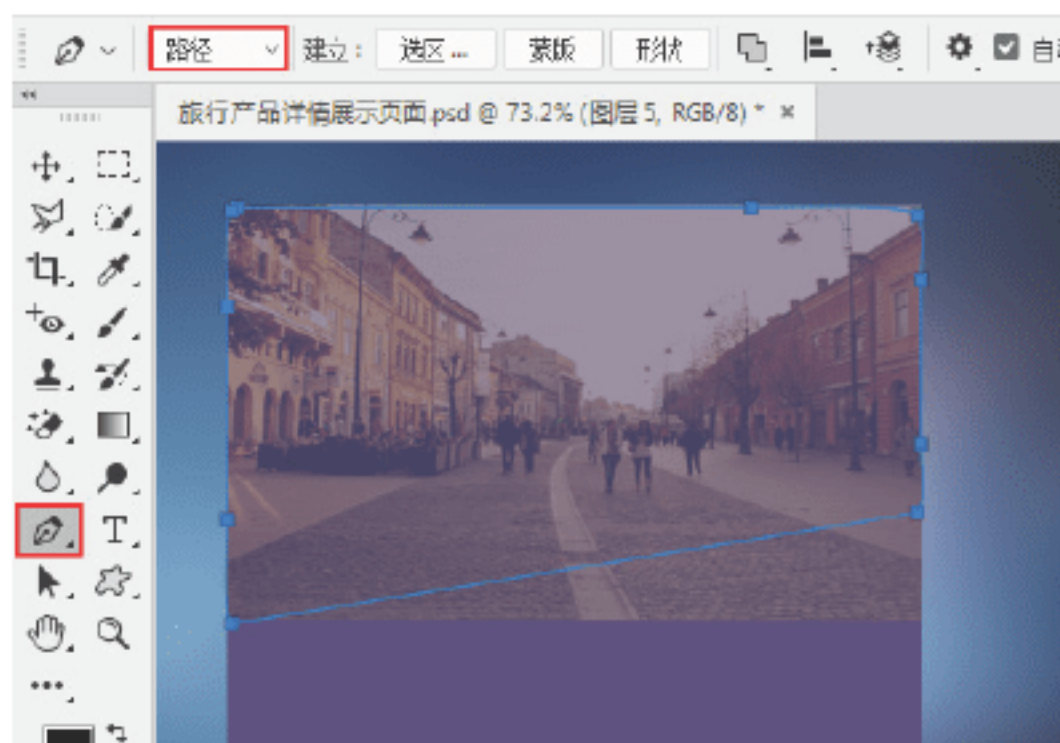 路径 建立： 选区... 蒙版 形状 自
旅行产品详情展示页面.psd @ 73.2% (图层 5, RGB/8) * ×
T